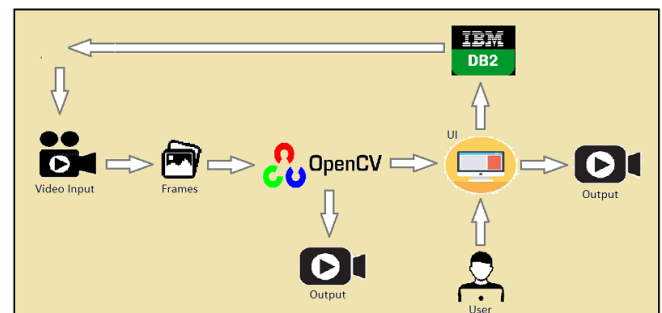 IBM
DB2
UI
OpenCV
Video Input
Frames
Output
Output
User